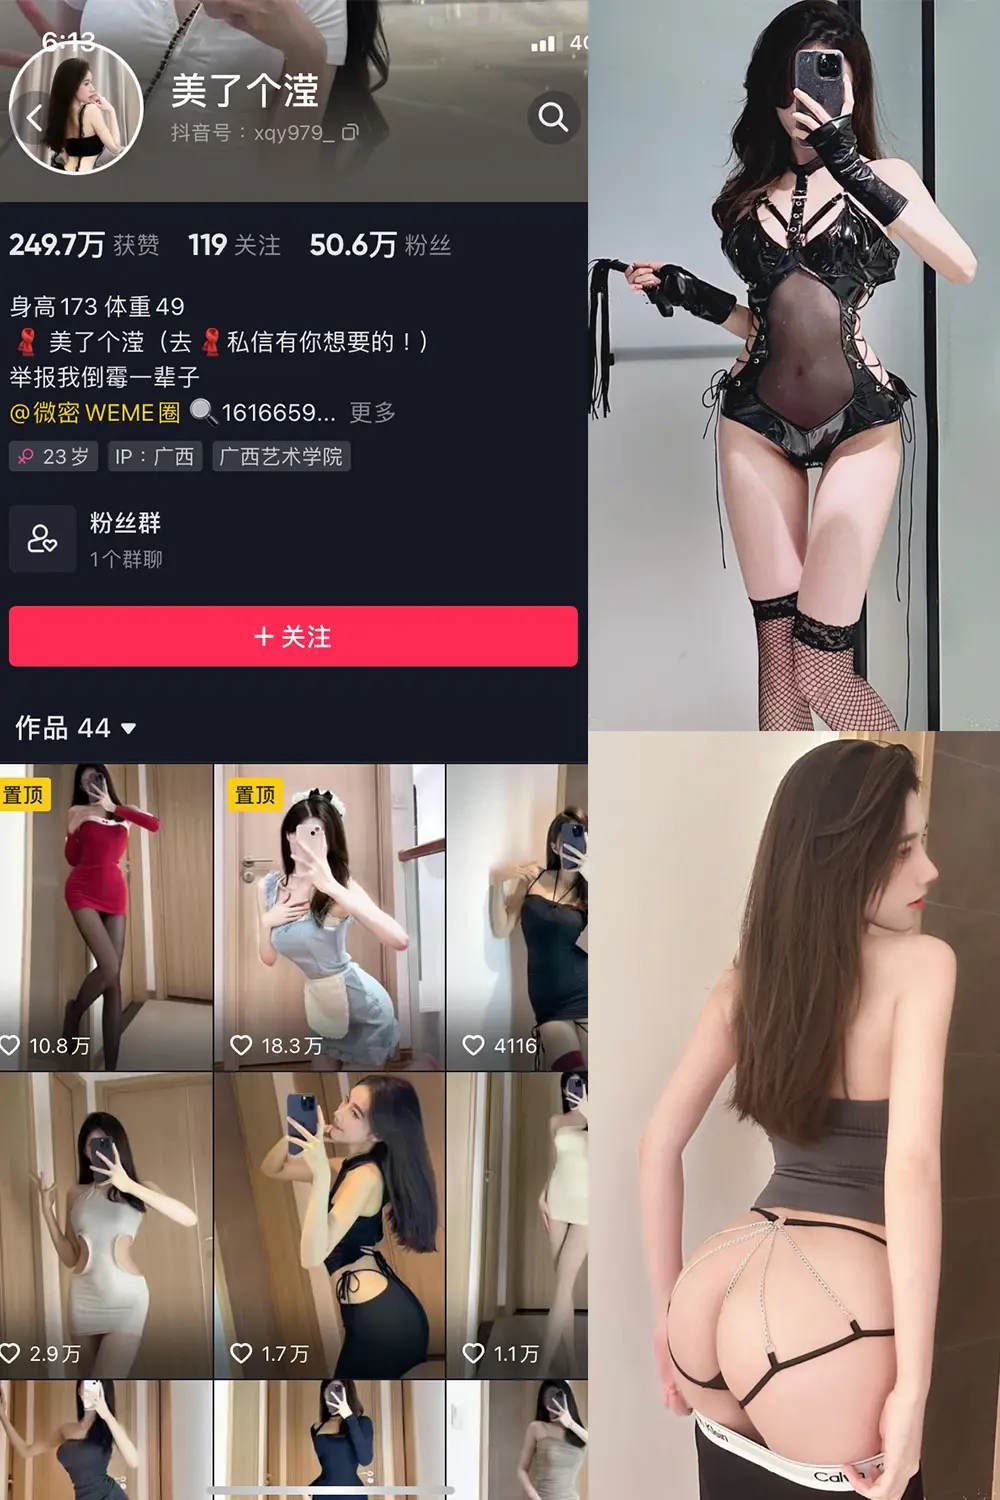 6:13
美了个滢
抖音号：xqy979_
249.7万 获赞 119 关注 50.6万 粉丝
身高173 体重49
🧣 美了个滢（去🧣私信有你想要的！）
举报我倒霉一辈子
@微密WEME圈 🔍1616659... 更多
♀ 23岁 IP：广西 广西艺术学院
粉丝群
1个群聊
+ 关注
作品 44 ▼
置顶 置顶
10.8万 18.3万 4116
2.9万 1.7万 1.1万